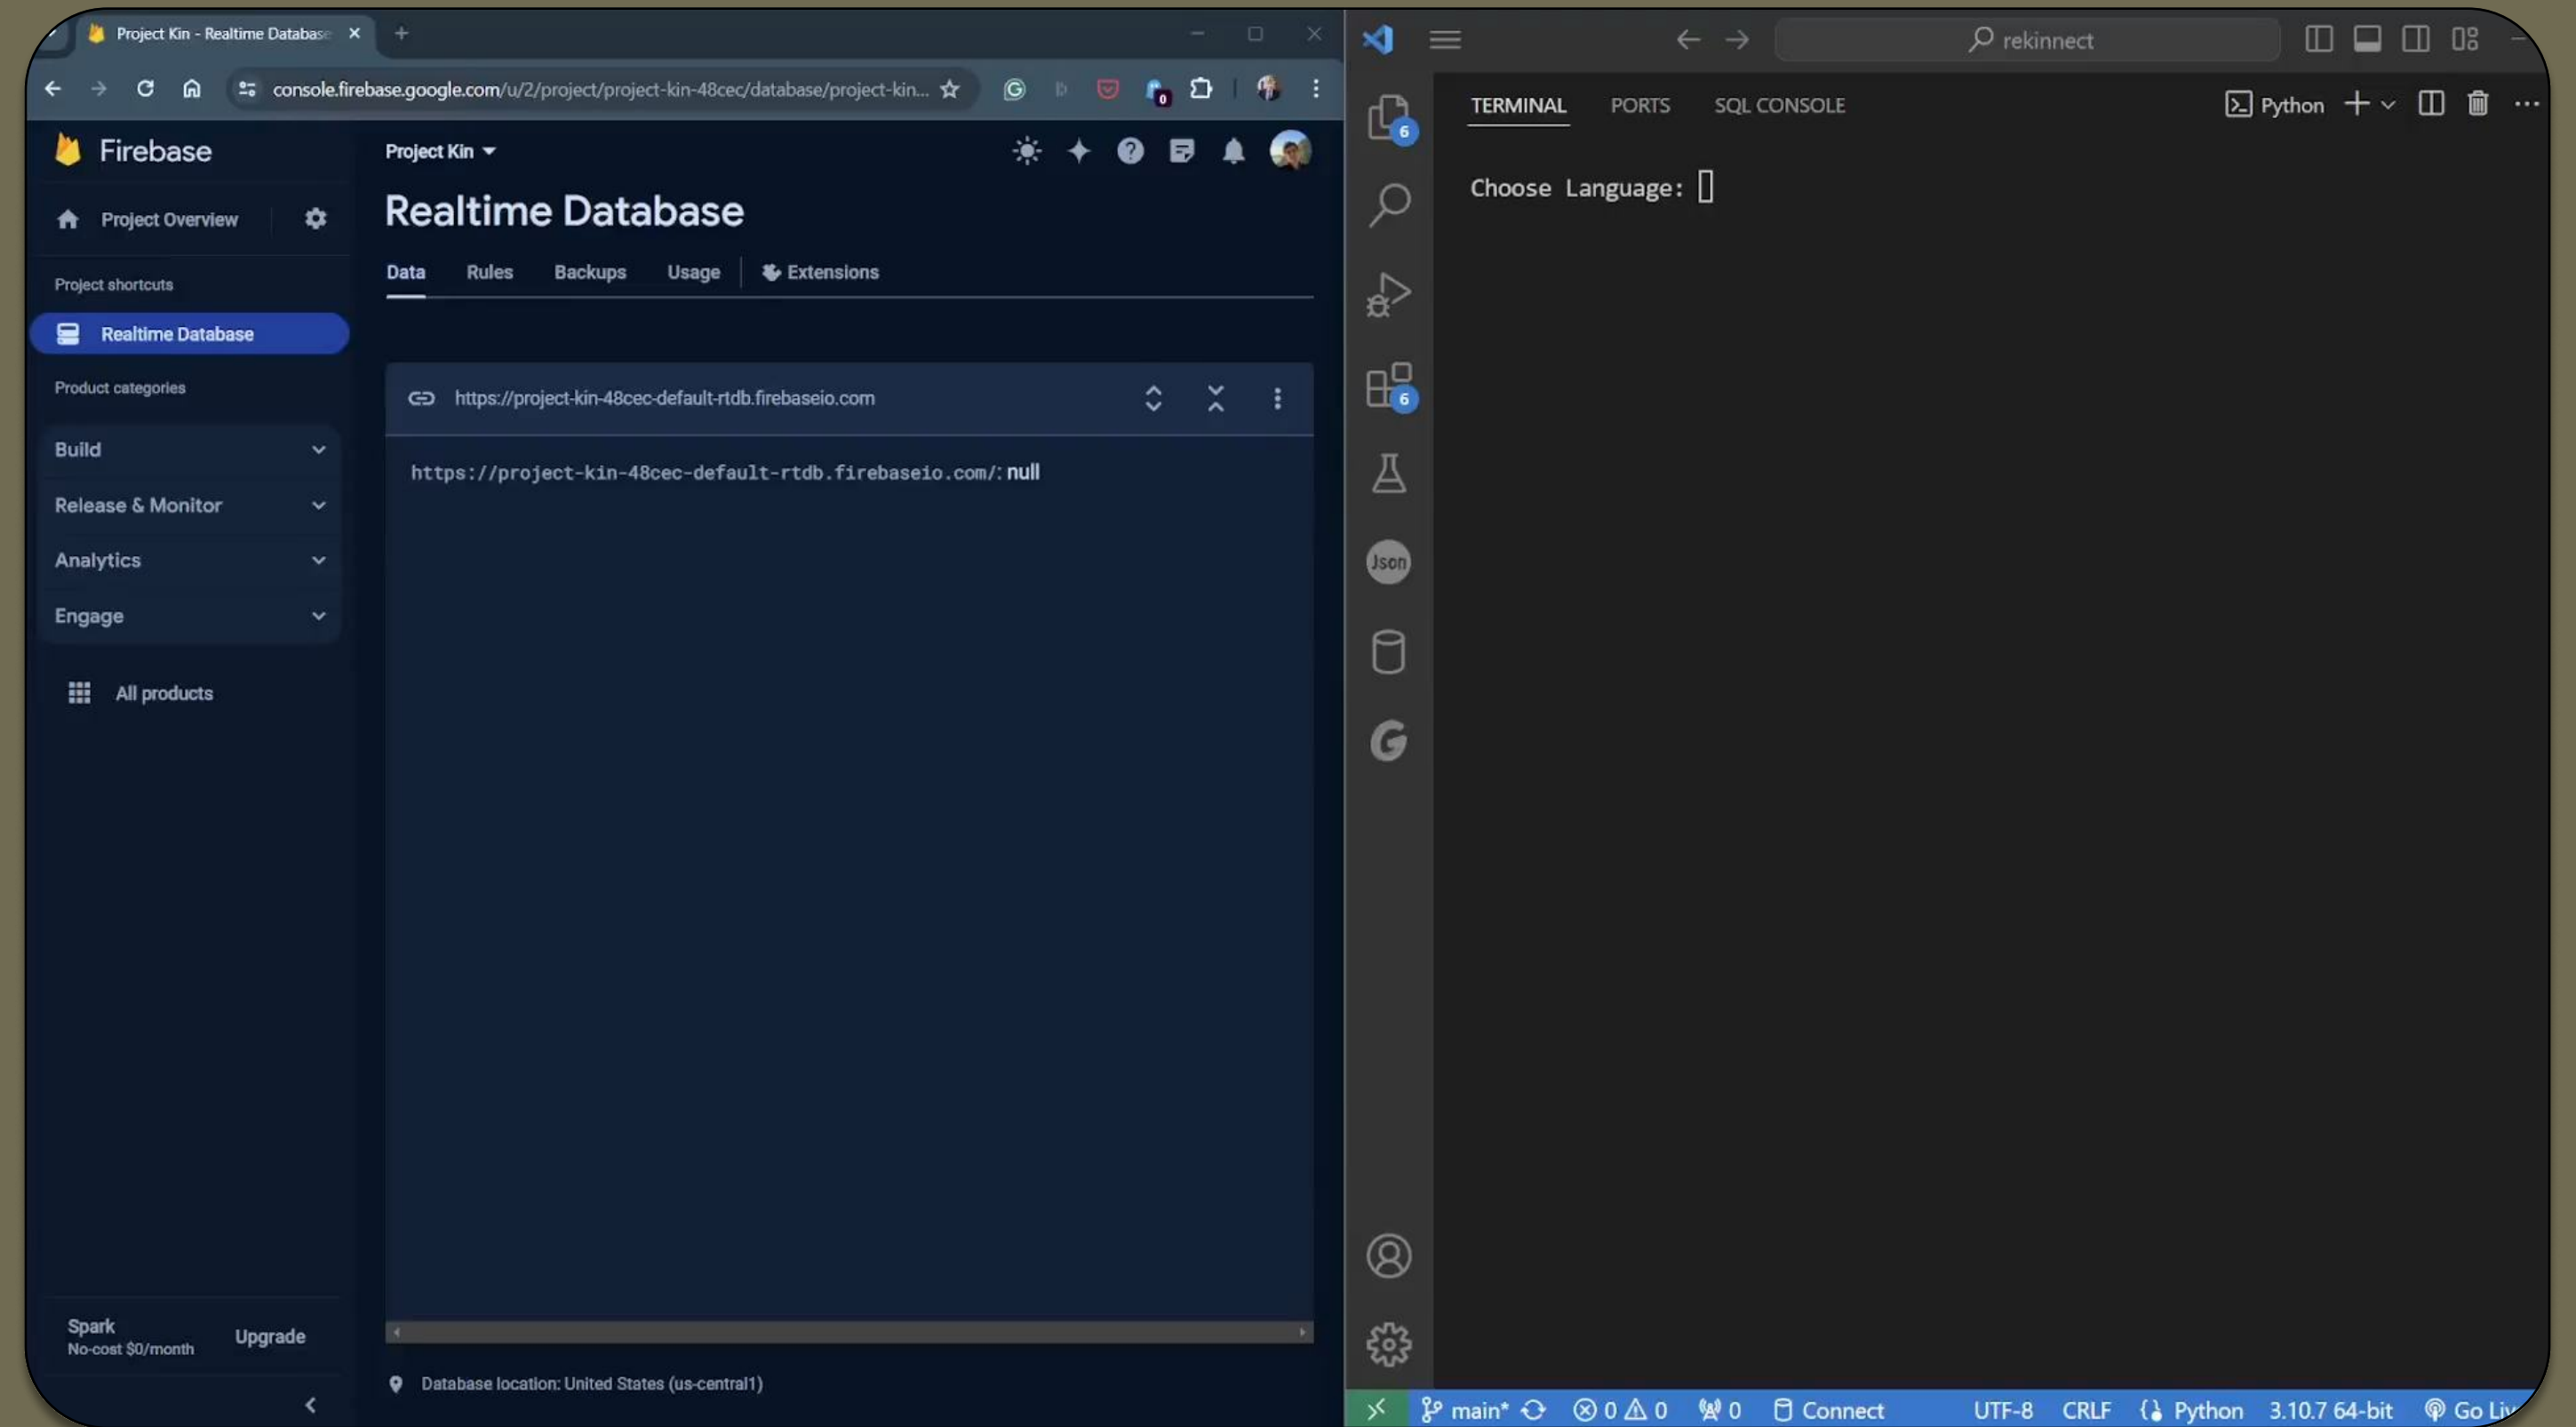 Project Kin - Realtime Database
console.firebase.google.com/u/2/project/project-kin-48cec/database/project-kin...
0
Firebase
Project Overview
Project shortcuts
Realtime Database
Product categories
Build
Release & Monitor
Analytics
Engage
All products
Spark
No-cost $0/month
Upgrade
Project Kin
Realtime Database
Data Rules Backups Usage Extensions
https://project-kin-48cec-default-rtdb.firebaseio.com
https://project-kin-48cec-default-rtdb.firebaseio.com/: null
Database location: United States (us-central1)
rekinnect
6
6
Json
TERMINAL PORTS SQL CONSOLE
Python
Choose Language:
main* 0 0 0 Connect UTF-8 CRLF Python 3.10.7 64-bit Go